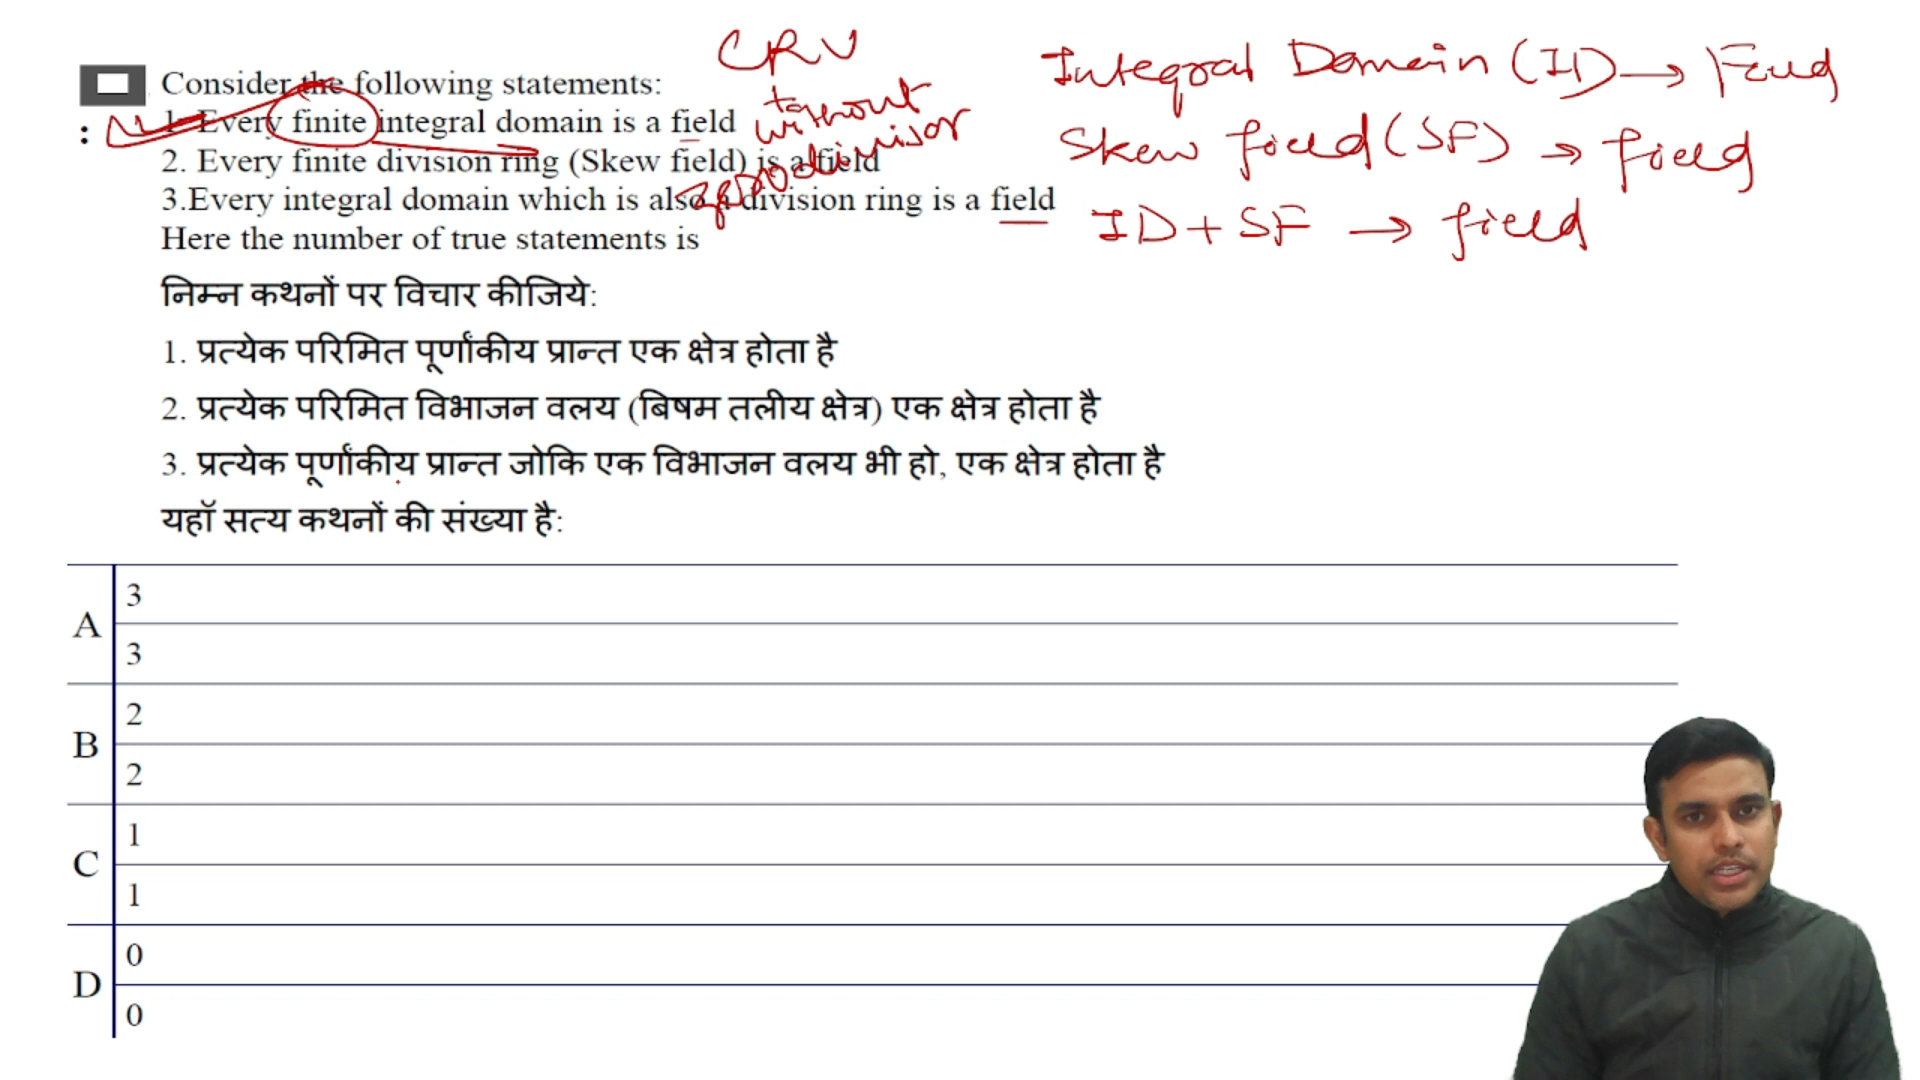 Consider the following statements:
: 1. Every finite integral domain is a field
2. Every finite division ring (Skew field) is a field
3.Every integral domain which is also a division ring is a field
Here the number of true statements is
CRU
without
zero divisor
Integral Domain (ID) → Field
Skew field (SF) → field
ID + SF → field
निम्न कथनों पर विचार कीजिये:
1. प्रत्येक परिमित पूर्णांकीय प्रान्त एक क्षेत्र होता है
2. प्रत्येक परिमित विभाजन वलय (बिषम तलीय क्षेत्र) एक क्षेत्र होता है
3. प्रत्येक पूर्णांकीय प्रान्त जोकि एक विभाजन वलय भी हो, एक क्षेत्र होता है
यहॉ सत्य कथनों की संख्या है:
A
3
3
B
2
2
C
1
1
D
0
0